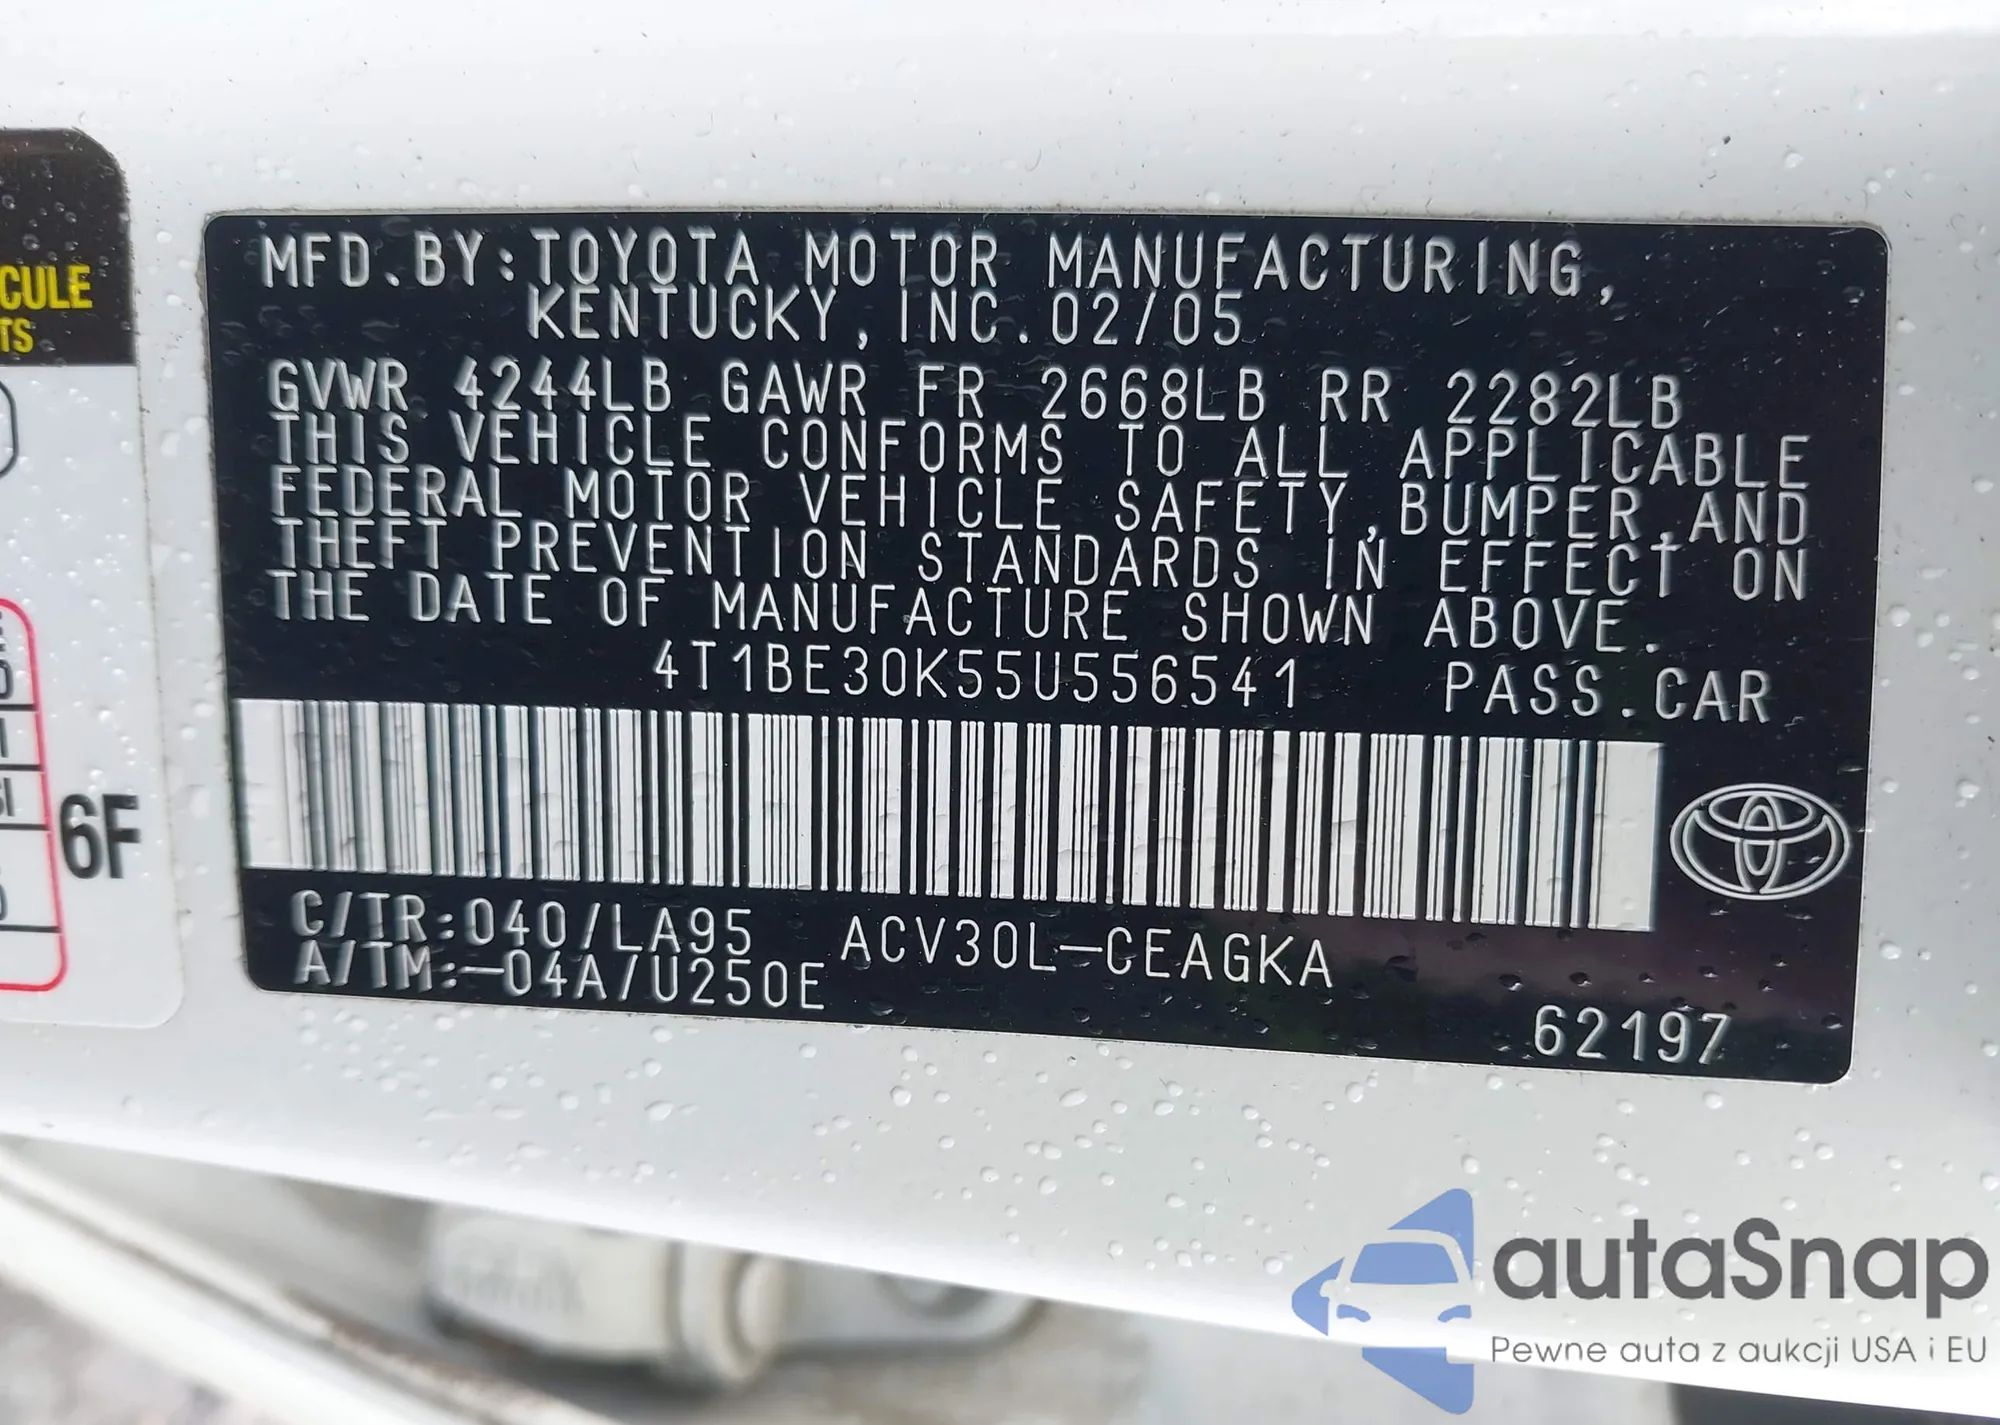 MFD.BY:TOYOTA MOTOR MANUFACTURING,
KENTUCKY, INC. 02/05
GVWR 4244LB GAWR FR 2668LB RR 2282LB
THIS VEHICLE CONFORMS TO ALL APPLICABLE
FEDERAL MOTOR VEHICLE SAFETY, BUMPER, AND
THEFT PREVENTION STANDARDS IN EFFECT ON
THE DATE OF MANUFACTURE SHOWN ABOVE.
4T1BE30K55U556541 PASS.CAR
C/TR:040/LA95 ACV30L-CEAGKA
A/TM:-04A/U250E
62197
CULE
TS
6F
autaSnap
Pewne auta z aukcji USA i EU